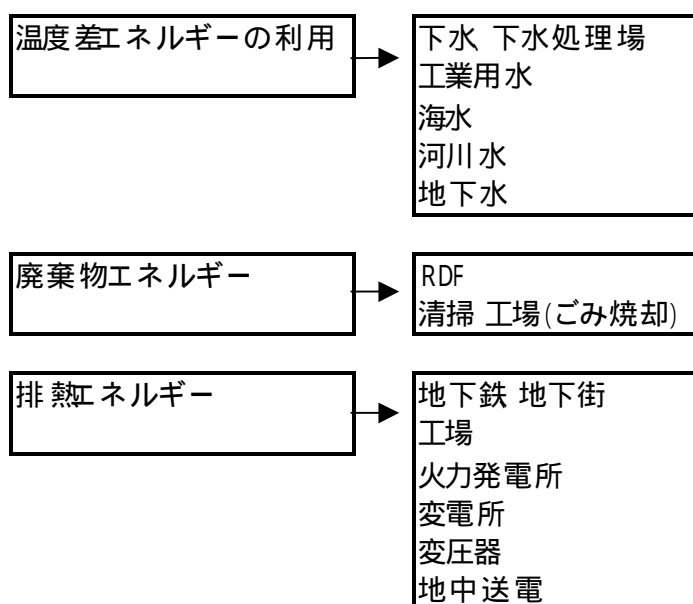 温度差エネルギーの利用
下水、下水処理場
工業用水
海水
河川水
地下水
廃棄物エネルギー
RDF
清掃 工場(ごみ焼却)
排熱エネルギー
地下鉄 地下街
工場
火力発電所
変電所
変圧器
地中送電